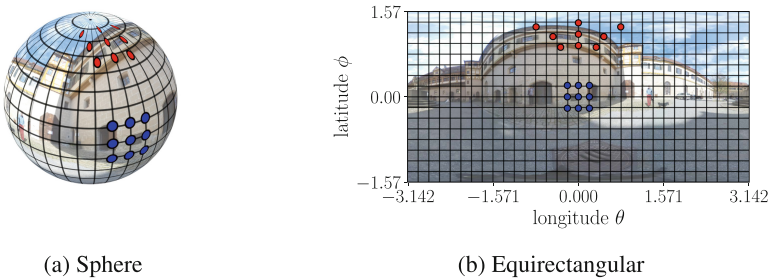 1.57
0.00
−1.57
latitude ϕ
−3.142 −1.571 0.000 1.571 3.142
longitude θ
(a) Sphere (b) Equirectangular